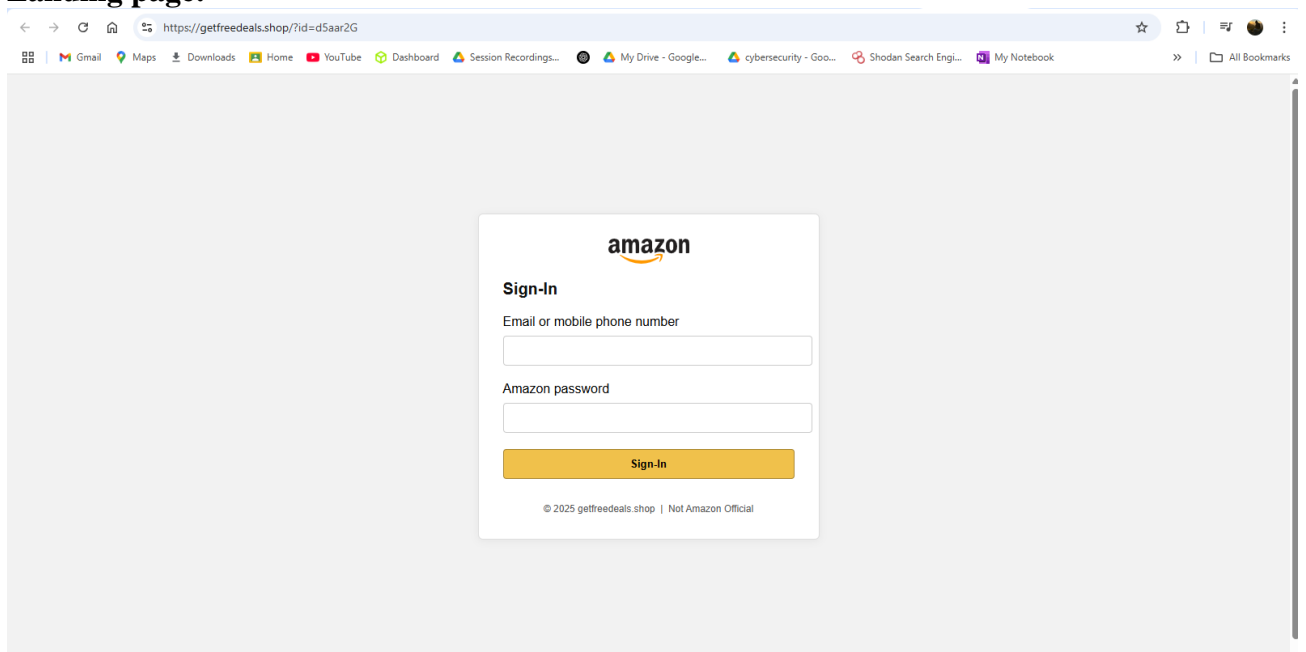 Landing page:
https://getfreedeals.shop/?id=d5aar2G
Gmail Maps Downloads Home YouTube Dashboard Session Recordings... My Drive - Google... cybersecurity - Goo... Shodan Search Engi... My Notebook » All Bookmarks
amazon
Sign-In
Email or mobile phone number
Amazon password
Sign-In
© 2025 getfreedeals.shop | Not Amazon Official